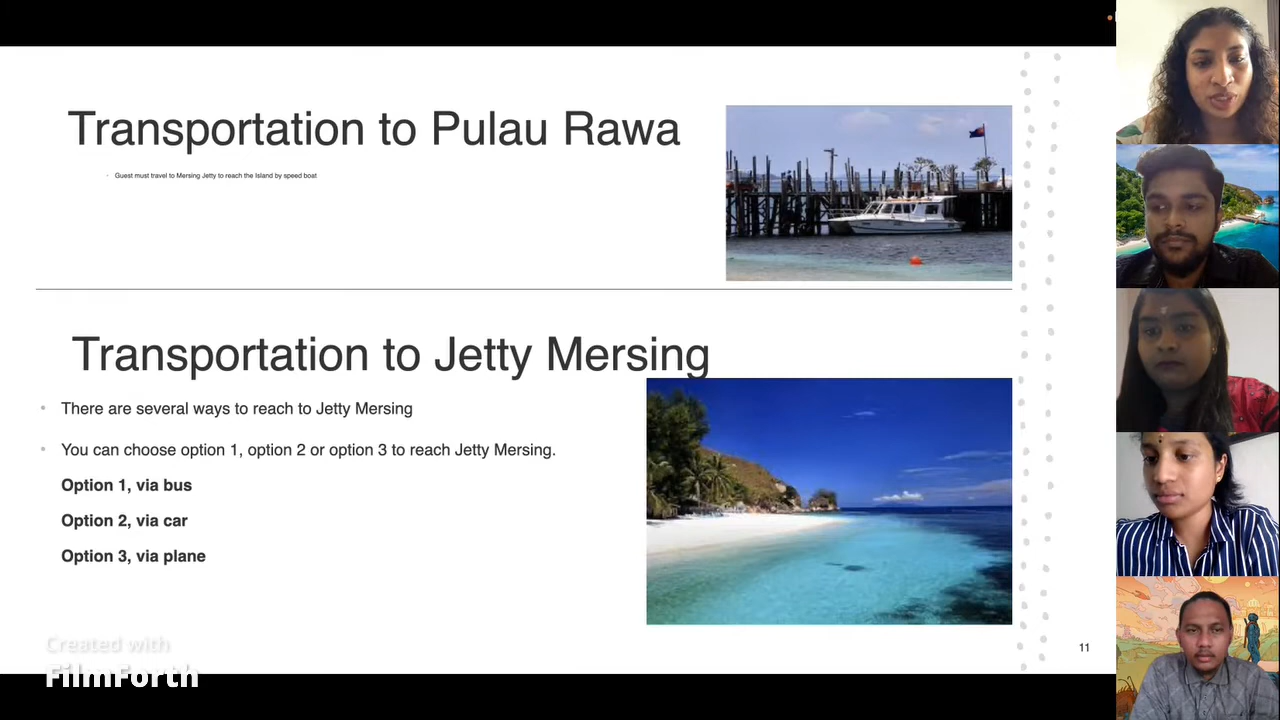 Transportation to Pulau Rawa
Guest must travel to Mersing Jetty to reach the Island by speed boat
Transportation to Jetty Mersing
There are several ways to reach to Jetty Mersing
You can choose option 1, option 2 or option 3 to reach Jetty Mersing.
Option 1, via bus
Option 2, via car
Option 3, via plane
11
Created with
FilmForth